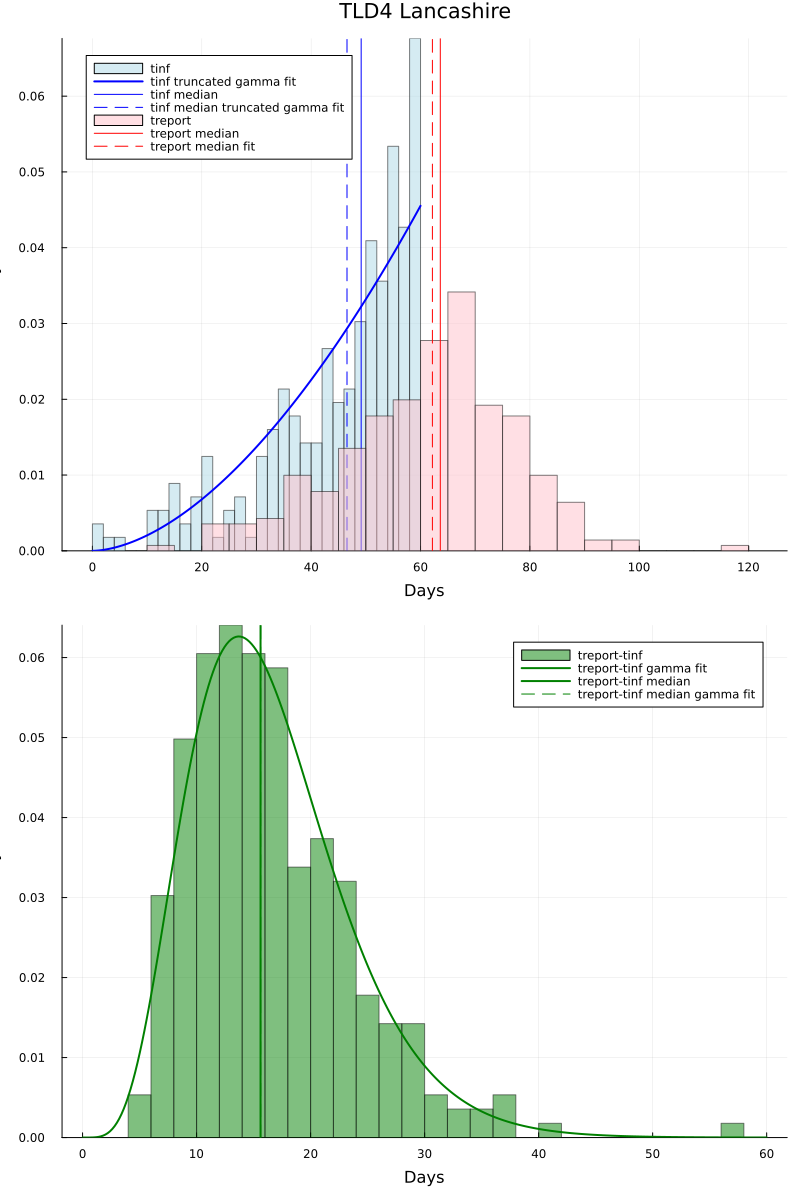 TLD4 Lancashire
tinf
tinf truncated gamma fit
tinf median
tinf median truncated gamma fit
treport
treport median
treport median fit
0.06
0.05
0.04
0.03
0.02
0.01
0.00
0 20 40 60 80 100 120
Days
treport-tinf
treport-tinf gamma fit
treport-tinf median
treport-tinf median gamma fit
0.06
0.05
0.04
0.03
0.02
0.01
0.00
0 10 20 30 40 50 60
Days